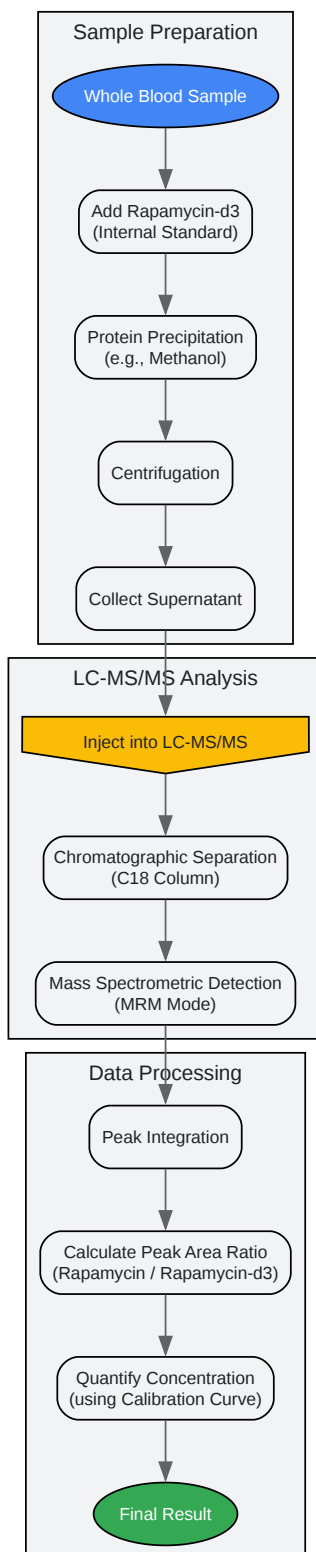 Sample Preparation
Whole Blood Sample
Add Rapamycin-d3
(Internal Standard)
Protein Precipitation
(e.g., Methanol)
Centrifugation
Collect Supernatant
LC-MS/MS Analysis
Inject into LC-MS/MS
Chromatographic Separation
(C18 Column)
Mass Spectrometric Detection
(MRM Mode)
Data Processing
Peak Integration
Calculate Peak Area Ratio
(Rapamycin / Rapamycin-d3)
Quantify Concentration
(using Calibration Curve)
Final Result